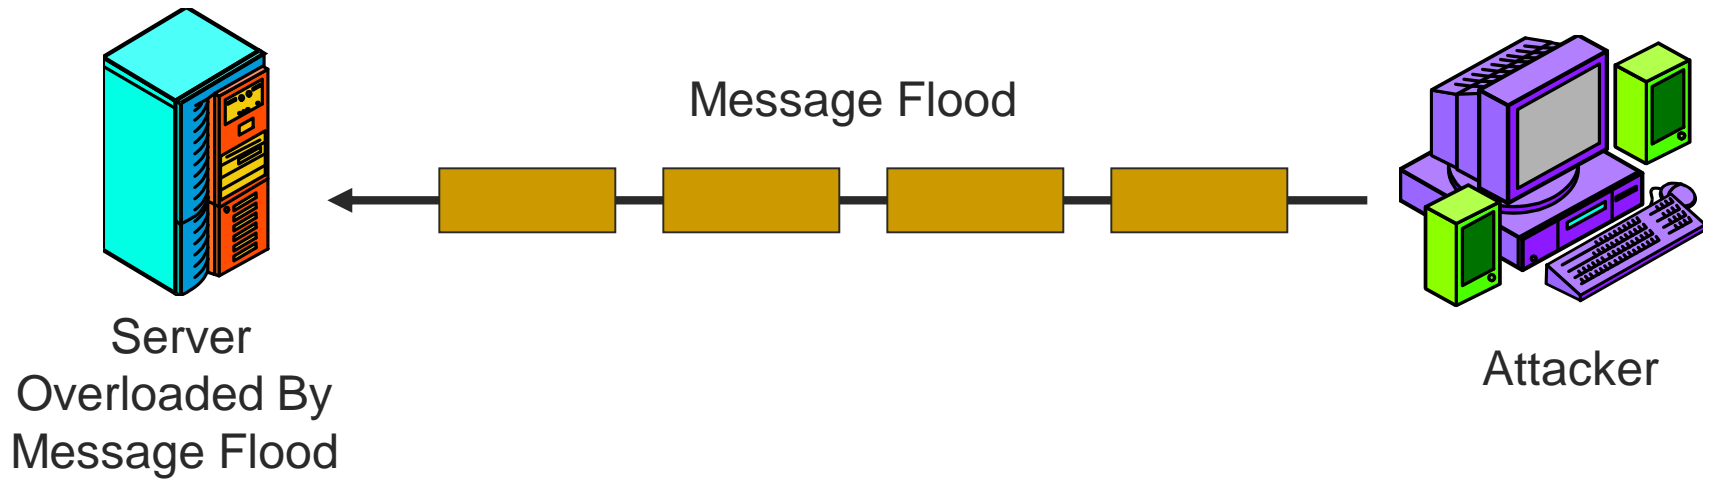 Message Flood
Server
Overloaded By
Message Flood
Attacker